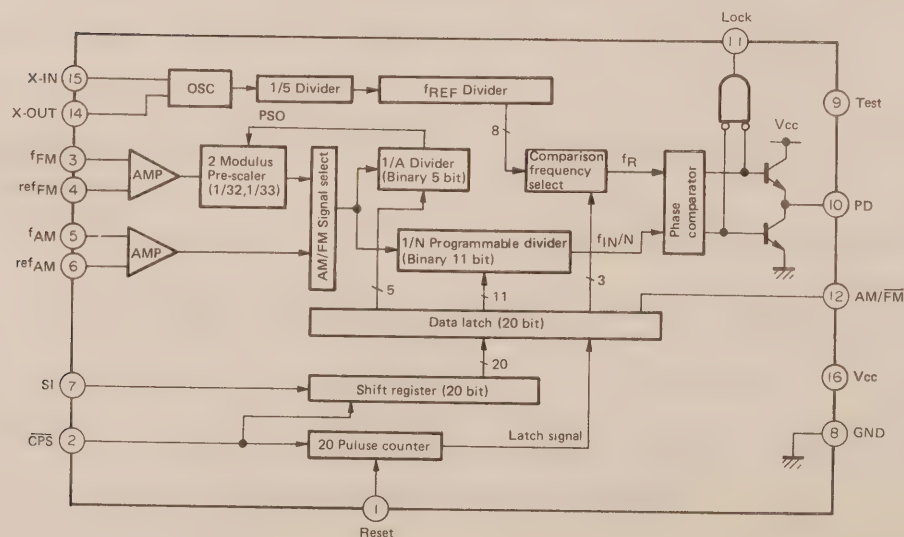 Lock
11
X-IN
15
OSC
1/5 Divider
fREF Divider
X-OUT
14
9
Test
PSO
8
Vcc
fFM
3
AMP
2 Modulus
Pre-scaler
(1/32,1/33)
AM/FM Signal select
1/A Divider
(Binary 5 bit)
Comparison
frequency
select
fR
Phase
comparator
refFM
4
10
PD
fAM
5
AMP
1/N Programmable divider
(Binary 11 bit)
fIN/N
refAM
6
5
11
3
12
AM/FM
Data latch (20 bit)
20
16
Vcc
SI
7
Shift register (20 bit)
CPS
2
20 Puluse counter
Latch signal
8
GND
1
Reset